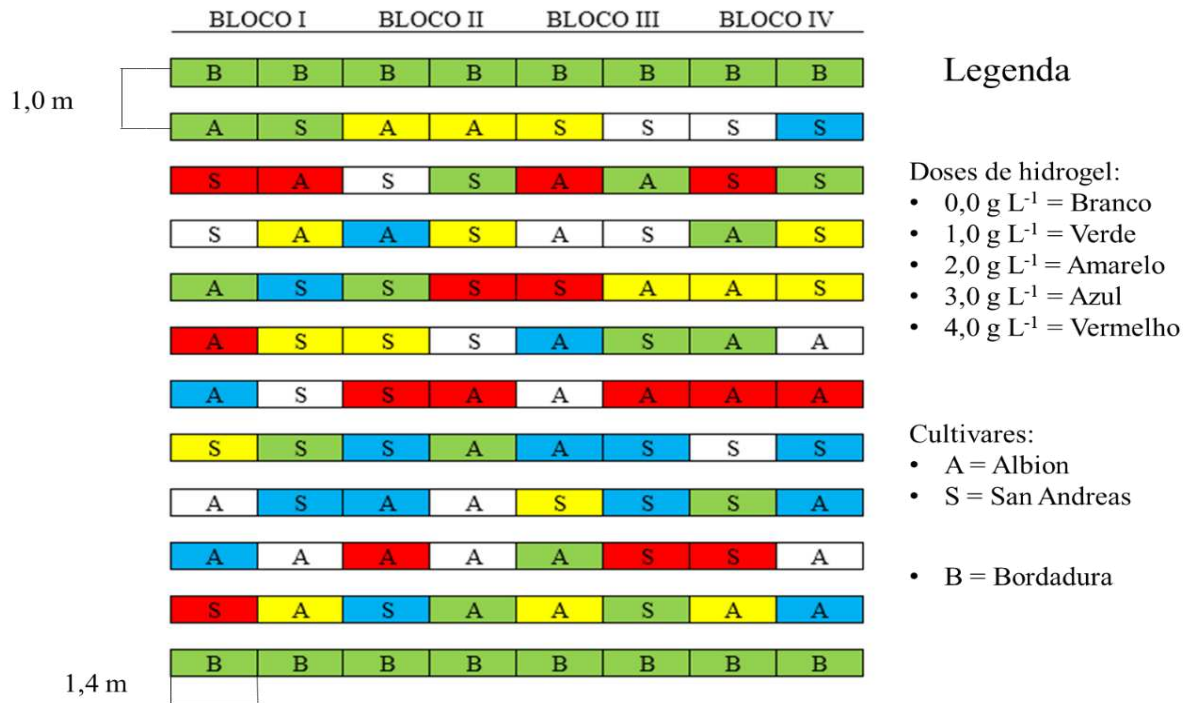 BLOCO I BLOCO II BLOCO III BLOCO IV
B B B B B B B B
Legenda
1,0 m
A S A A S S S S
S A S S A A S S
S A A S A S A S
A S S S S A A S
A S S S A S A A
A S S A A A A A
S S S A A S S S
A S A A S S S A
A A A A A S S A
S A S A A S A A
B B B B B B B B
1,4 m
Doses de hidrogel:
• 0,0 g L⁻¹ = Branco
• 1,0 g L⁻¹ = Verde
• 2,0 g L⁻¹ = Amarelo
• 3,0 g L⁻¹ = Azul
• 4,0 g L⁻¹ = Vermelho
Cultivares:
• A = Albion
• S = San Andreas
• B = Bordadura